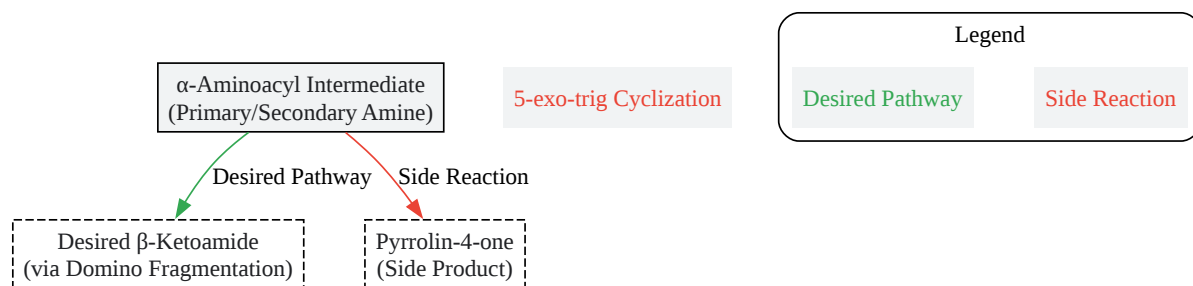 Legend
α-Aminoacyl Intermediate
(Primary/Secondary Amine)
5-exo-trig Cyclization
Desired Pathway
Side Reaction
Desired Pathway
Side Reaction
Desired β-Ketoamide
(via Domino Fragmentation)
Pyrrolin-4-one
(Side Product)